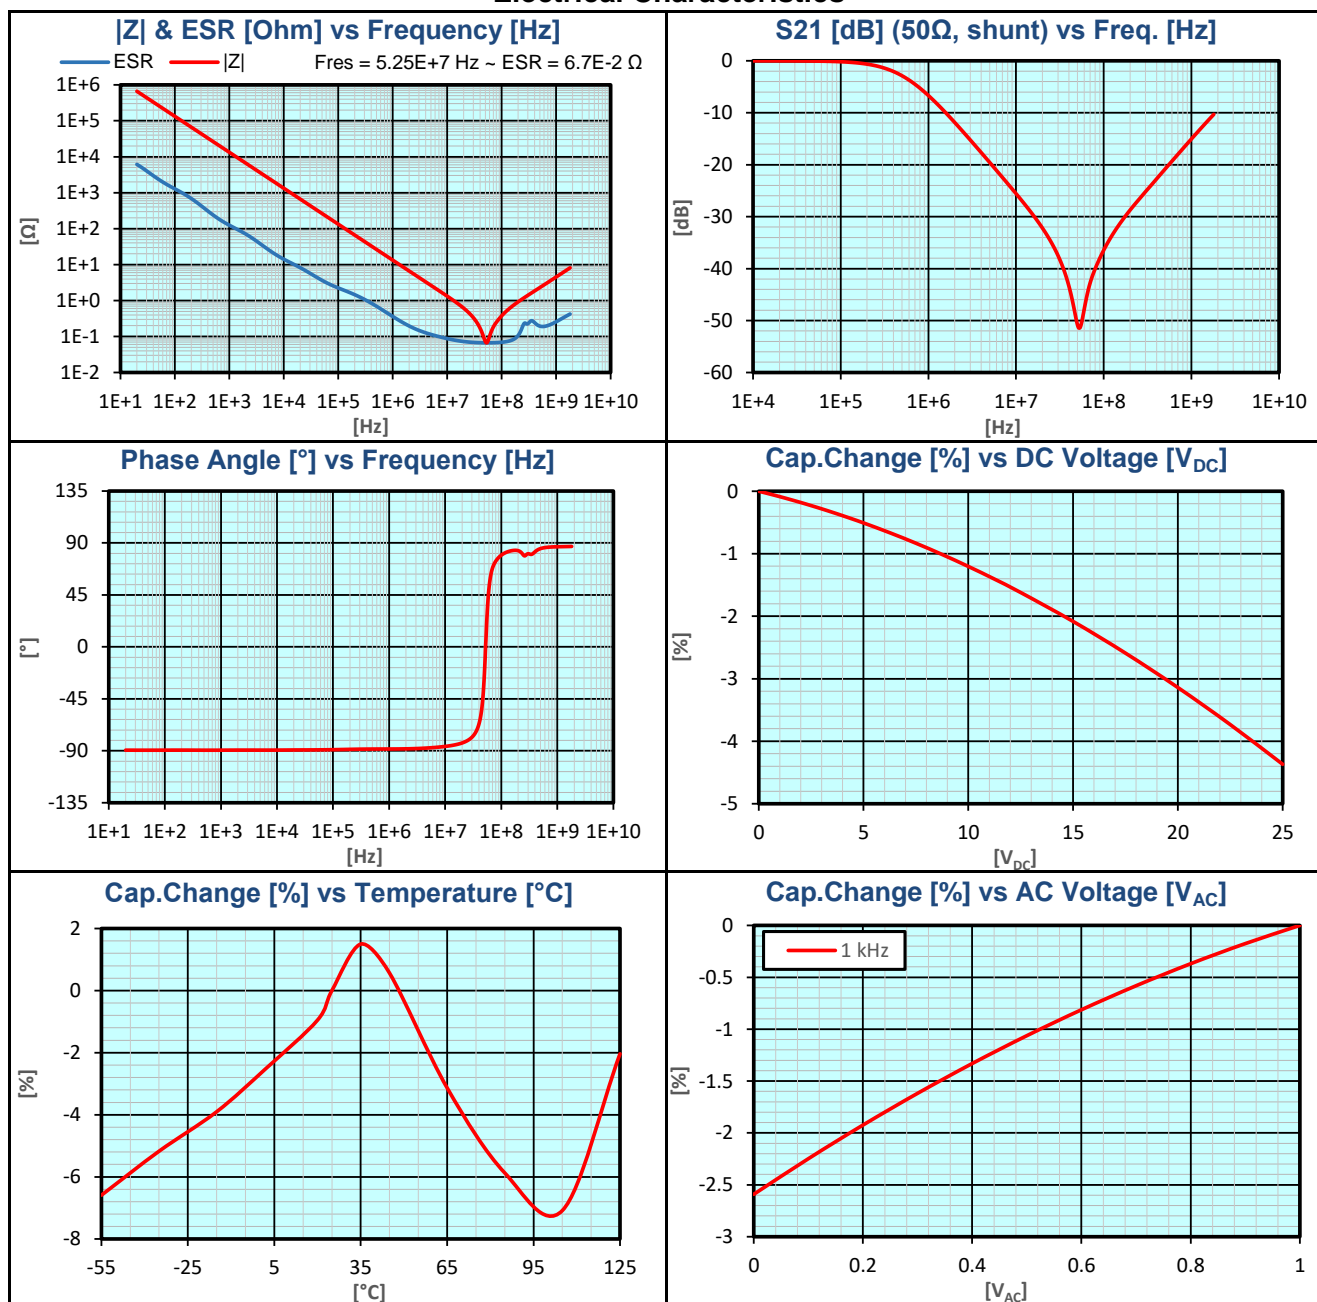 |Z| & ESR [Ohm] vs Frequency [Hz]
ESR |Z| Fres = 5.25E+7 Hz ~ ESR = 6.7E-2 Ω
1E+6
1E+5
1E+4
1E+3
1E+2
1E+1
1E+0
1E-1
1E-2
[Ω]
1E+1 1E+2 1E+3 1E+4 1E+5 1E+6 1E+7 1E+8 1E+9 1E+10
[Hz]
S21 [dB] (50Ω, shunt) vs Freq. [Hz]
0
-10
-20
-30
-40
-50
-60
[dB]
1E+4 1E+5 1E+6 1E+7 1E+8 1E+9 1E+10
[Hz]
Phase Angle [°] vs Frequency [Hz]
135
90
45
0
-45
-90
-135
[°]
1E+1 1E+2 1E+3 1E+4 1E+5 1E+6 1E+7 1E+8 1E+9 1E+10
[Hz]
Cap.Change [%] vs DC Voltage [VDC]
0
-1
-2
-3
-4
-5
[%]
0 5 10 15 20 25
[VDC]
Cap.Change [%] vs Temperature [°C]
2
0
-2
-4
-6
-8
[%]
-55 -25 5 35 65 95 125
[°C]
Cap.Change [%] vs AC Voltage [VAC]
1 kHz
0
-0.5
-1
-1.5
-2
-2.5
-3
[%]
0 0.2 0.4 0.6 0.8 1
[VAC]